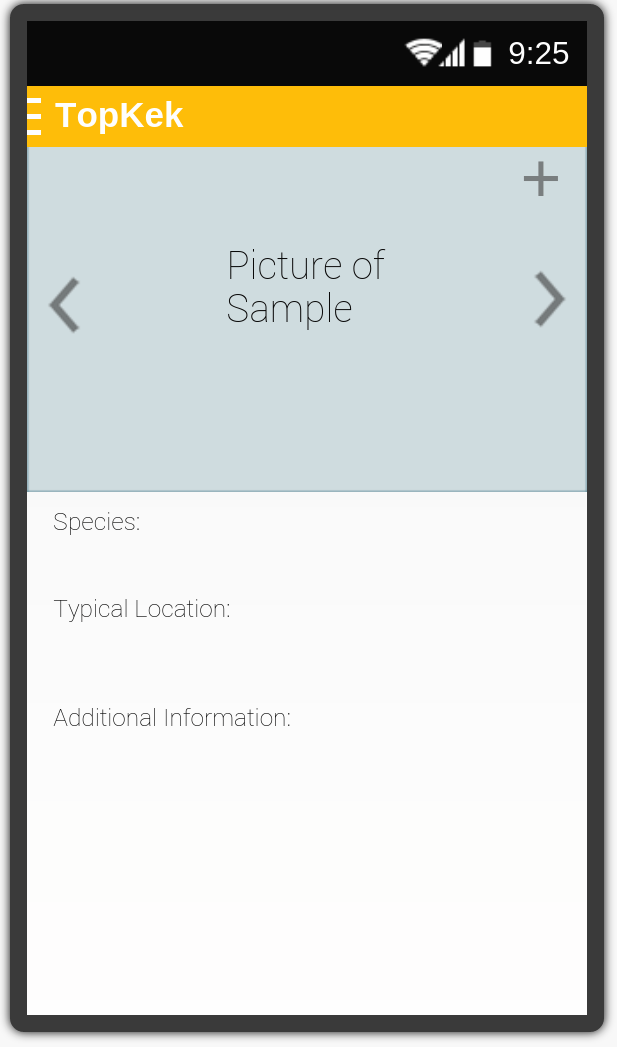 9:25
TopKek
Picture of
Sample
Species:
Typical Location:
Additional Information: